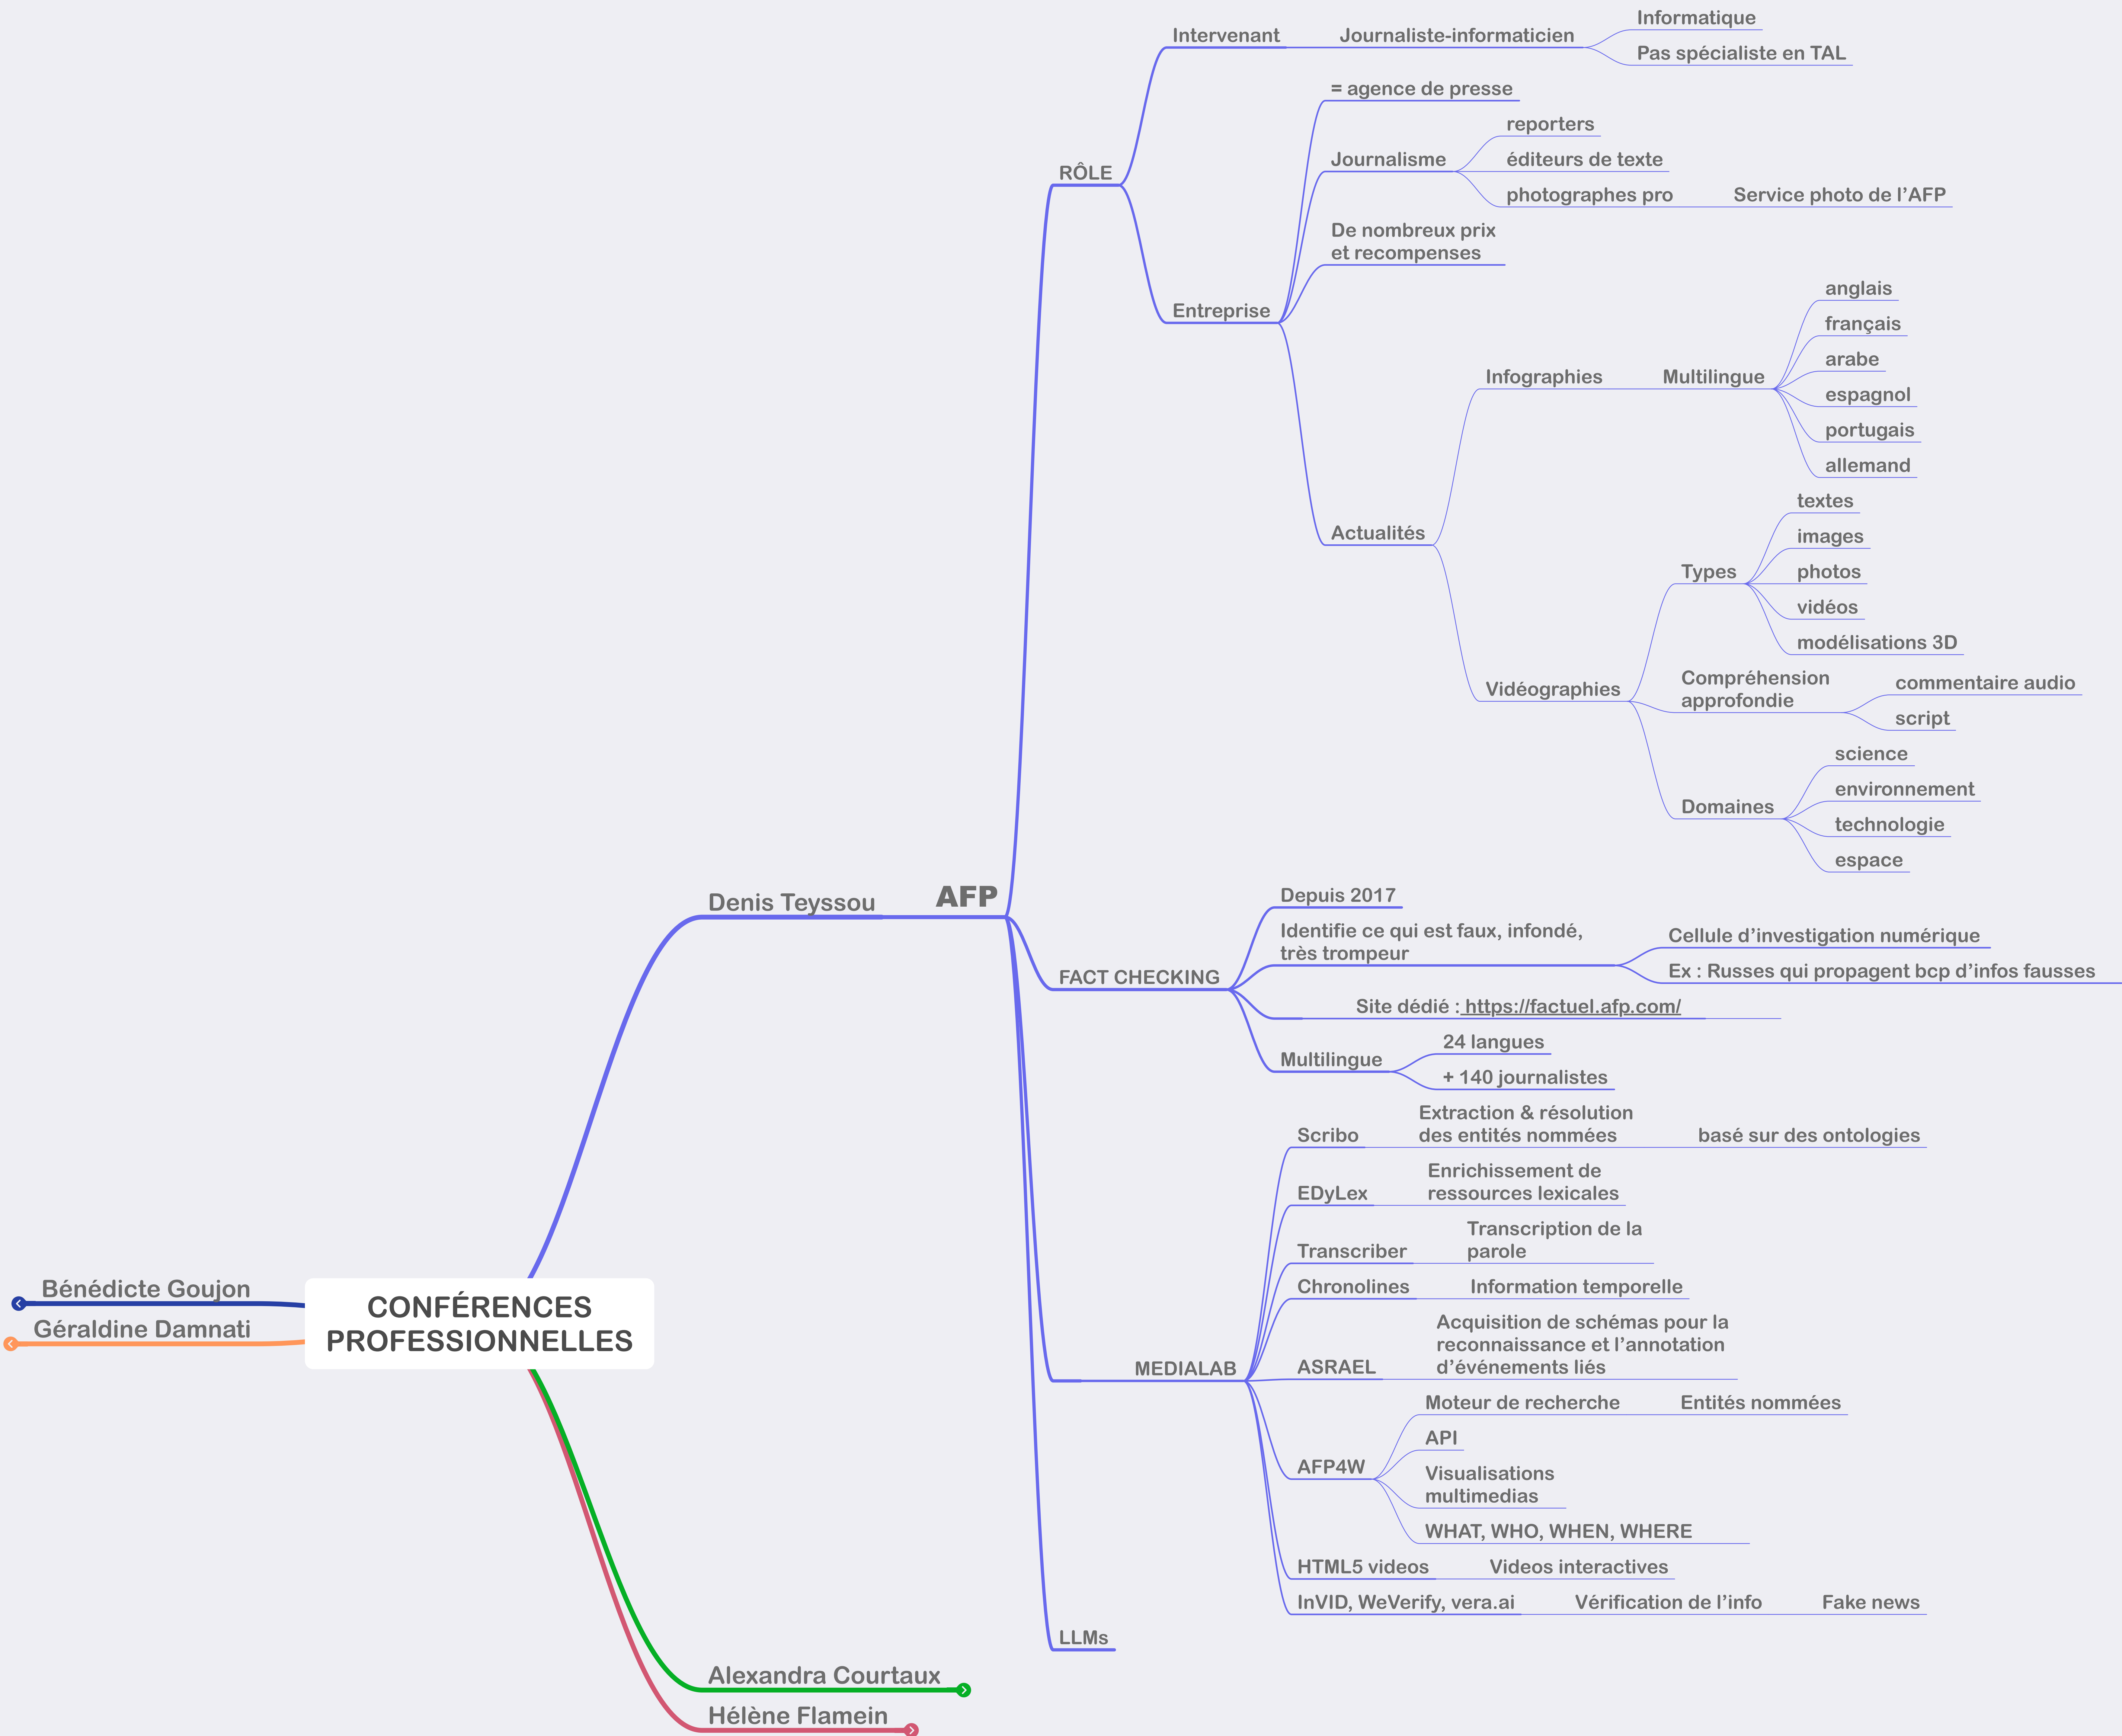 CONFÉRENCES
PROFESSIONNELLES
Denis Teyssou
AFP
RÔLE
Intervenant
Journaliste-informaticien
Informatique
Pas spécialiste en TAL
Entreprise
= agence de presse
Journalisme
reporters
éditeurs de texte
photographes pro
Service photo de l’AFP
De nombreux prix
et recompenses
Actualités
Infographies
Multilingue
anglais
français
arabe
espagnol
portugais
allemand
Vidéographies
Types
textes
images
photos
vidéos
modélisations 3D
Compréhension
approfondie
commentaire audio
script
Domaines
science
environnement
technologie
espace
FACT CHECKING
Depuis 2017
Identifie ce qui est faux, infondé,
très trompeur
Cellule d’investigation numérique
Ex : Russes qui propagent bcp d’infos fausses
Site dédié : https://factuel.afp.com/
Multilingue
24 langues
+ 140 journalistes
MEDIALAB
Scribo
Extraction & résolution
des entités nommées
basé sur des ontologies
EDyLex
Enrichissement de
ressources lexicales
Transcriber
Transcription de la
parole
Chronolines
Information temporelle
ASRAEL
Acquisition de schémas pour la
reconnaissance et l’annotation
d’événements liés
AFP4W
Moteur de recherche
Entités nommées
API
Visualisations
multimedias
WHAT, WHO, WHEN, WHERE
HTML5 videos
Videos interactives
InVID, WeVerify, vera.ai
Vérification de l’info
Fake news
LLMs
Alexandra Courtaux
Hélène Flamein
Bénédicte Goujon
Géraldine Damnati